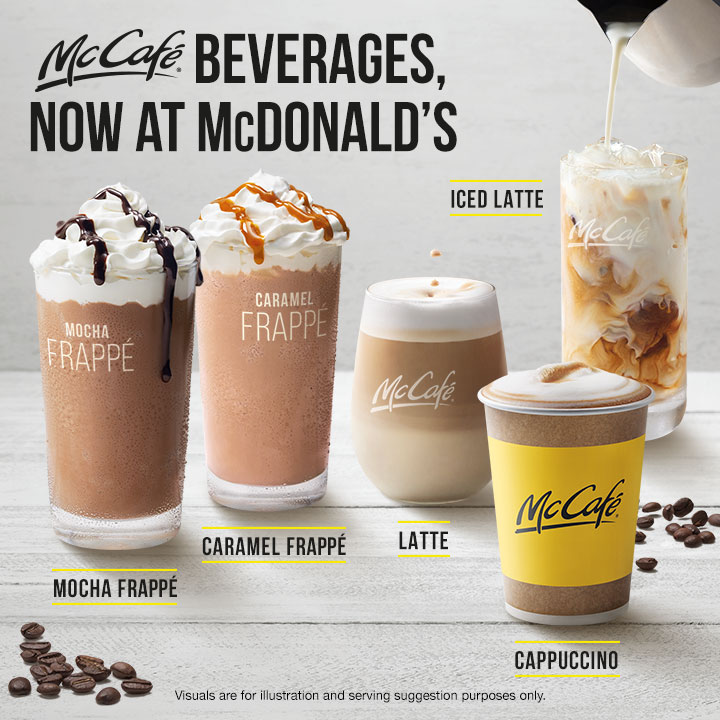 McCafé® BEVERAGES,
NOW AT McDONALD'S
ICED LATTE
McCafé
MOCHA
FRAPPÉ
CARAMEL
FRAPPÉ
McCafé®
McCafé®
CARAMEL FRAPPÉ
LATTE
MOCHA FRAPPÉ
CAPPUCCINO
Visuals are for illustration and serving suggestion purposes only.